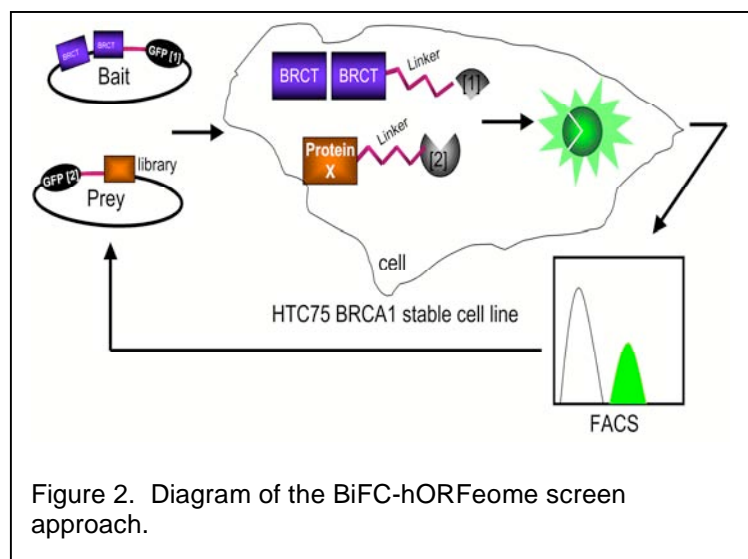 BRCT BRCT GFP [1]
Bait
GFP [2] library
Prey
BRCT BRCT Linker [1]
Protein X Linker [2]
cell
HTC75 BRCA1 stable cell line
FACS
Figure 2. Diagram of the BiFC-hORFeome screen
approach.